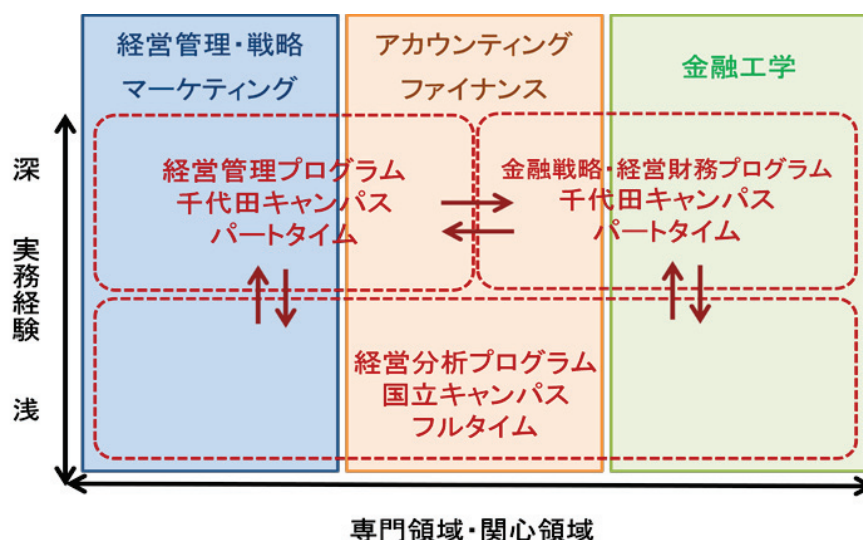 経営管理・戦略
マーケティング
アカウンティング
ファイナンス
金融工学
経営管理プログラム
千代田キャンパス
パートタイム
金融戦略・経営財務プログラム
千代田キャンパス
パートタイム
経営分析プログラム
国立キャンパス
フルタイム
深 実務経験 浅
専門領域・関心領域